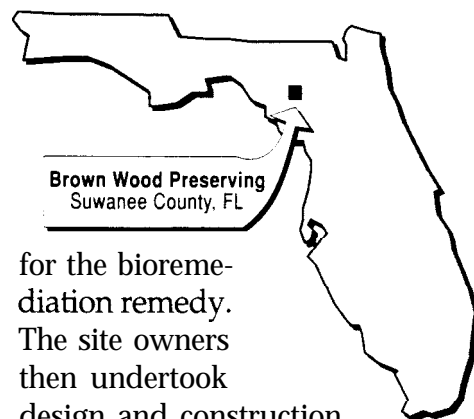 Brown Wood Preserving
Suwanee County, FL
for the bioreme-
diation remedy.
The site owners
then undertook
design and construction